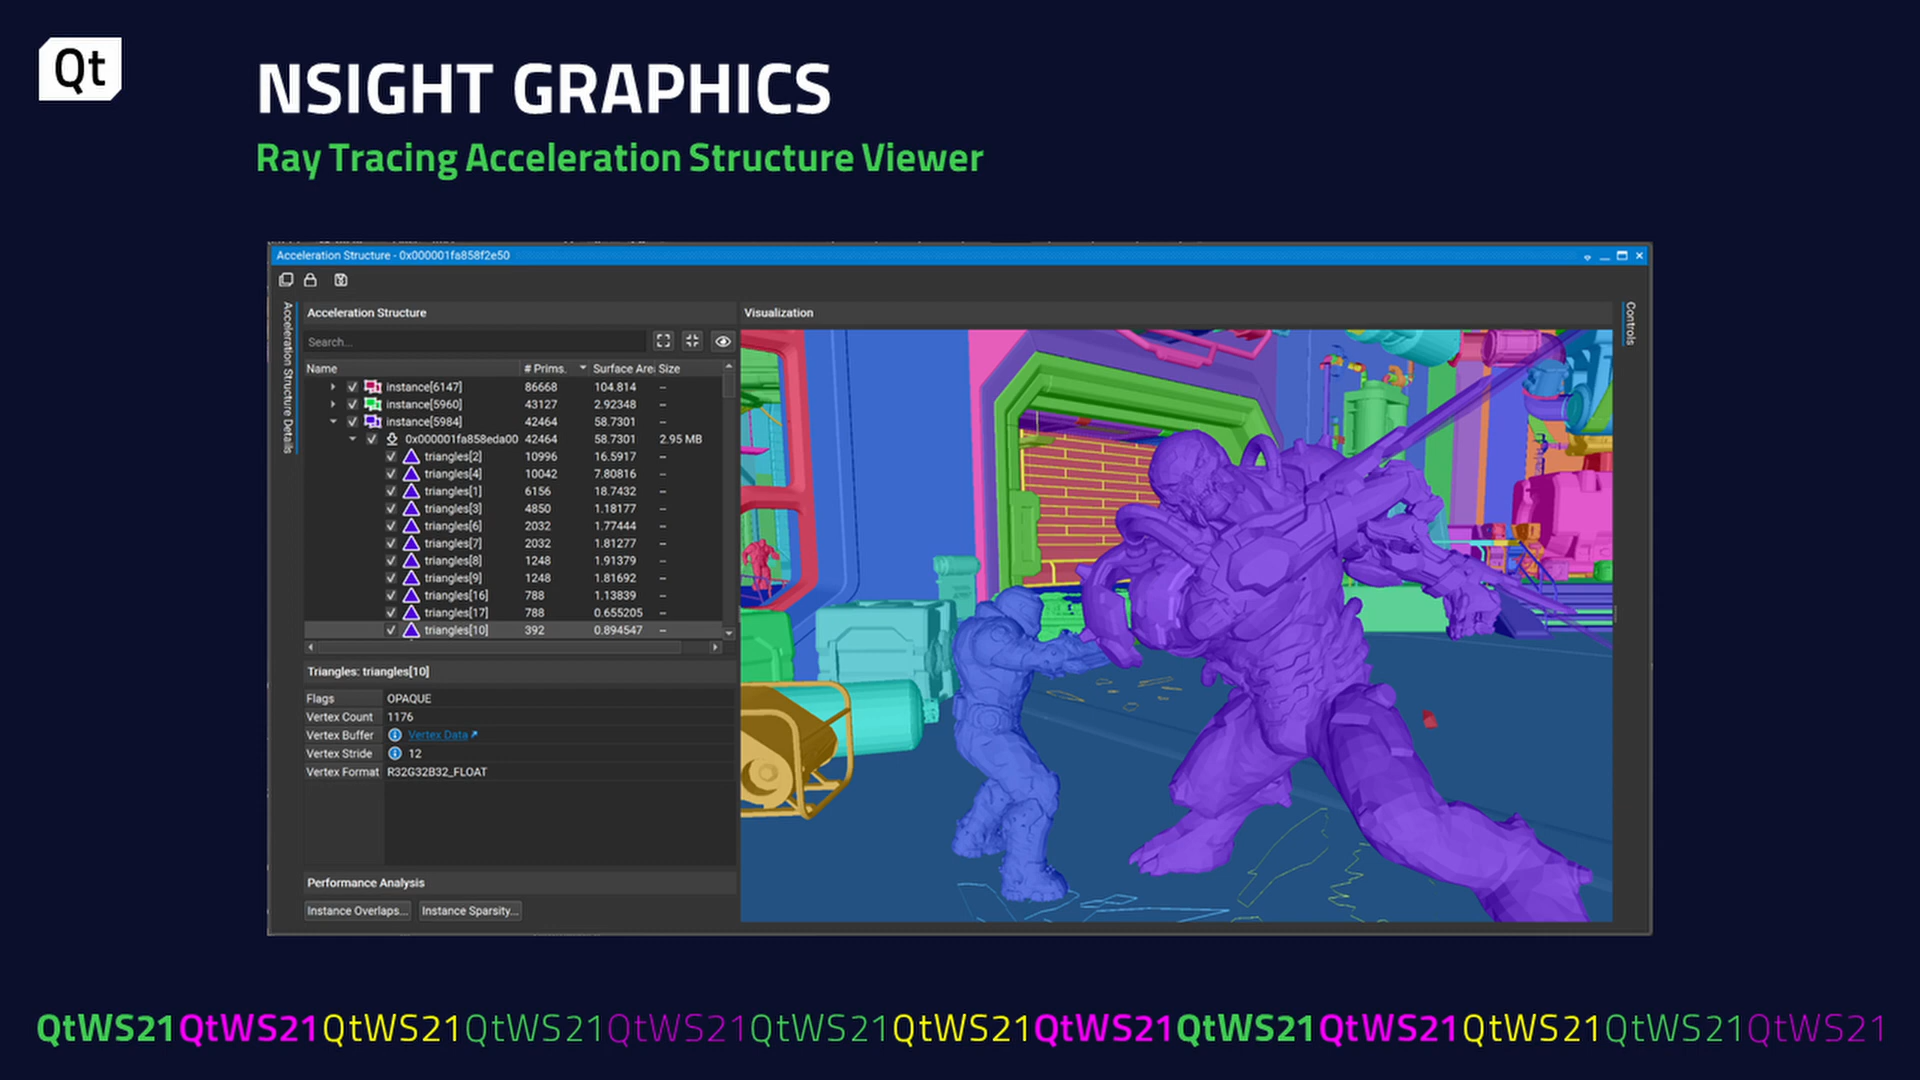 Qt
NSIGHT GRAPHICS
Ray Tracing Acceleration Structure Viewer
Acceleration Structure - 0x000001fa858f2e50
Acceleration Structure Details
Acceleration Structure
Search...
Name # Prims. Surface Are Size
instance[6147] 86668 104.814 --
instance[5960] 43127 2.92348 --
instance[5984] 42464 58.7301 --
0x000001fa858eda00 42464 58.7301 2.95 MB
triangles[2] 10996 16.5917 --
triangles[4] 10042 7.80816 --
triangles[1] 6156 18.7432 --
triangles[3] 4850 1.18177 --
triangles[6] 2032 1.77444 --
triangles[7] 2032 1.81277 --
triangles[8] 1248 1.91379 --
triangles[9] 1248 1.81692 --
triangles[16] 788 1.13839 --
triangles[17] 788 0.655205 --
triangles[10] 392 0.894547 --
Triangles: triangles[10]
Flags OPAQUE
Vertex Count 1176
Vertex Buffer Vertex Data
Vertex Stride 12
Vertex Format R32G32B32_FLOAT
Performance Analysis
Instance Overlaps... Instance Sparsity...
Visualization
Controls
QtWS21QtWS21QtWS21QtWS21QtWS21QtWS21QtWS21QtWS21QtWS21QtWS21QtWS21QtWS21QtWS21